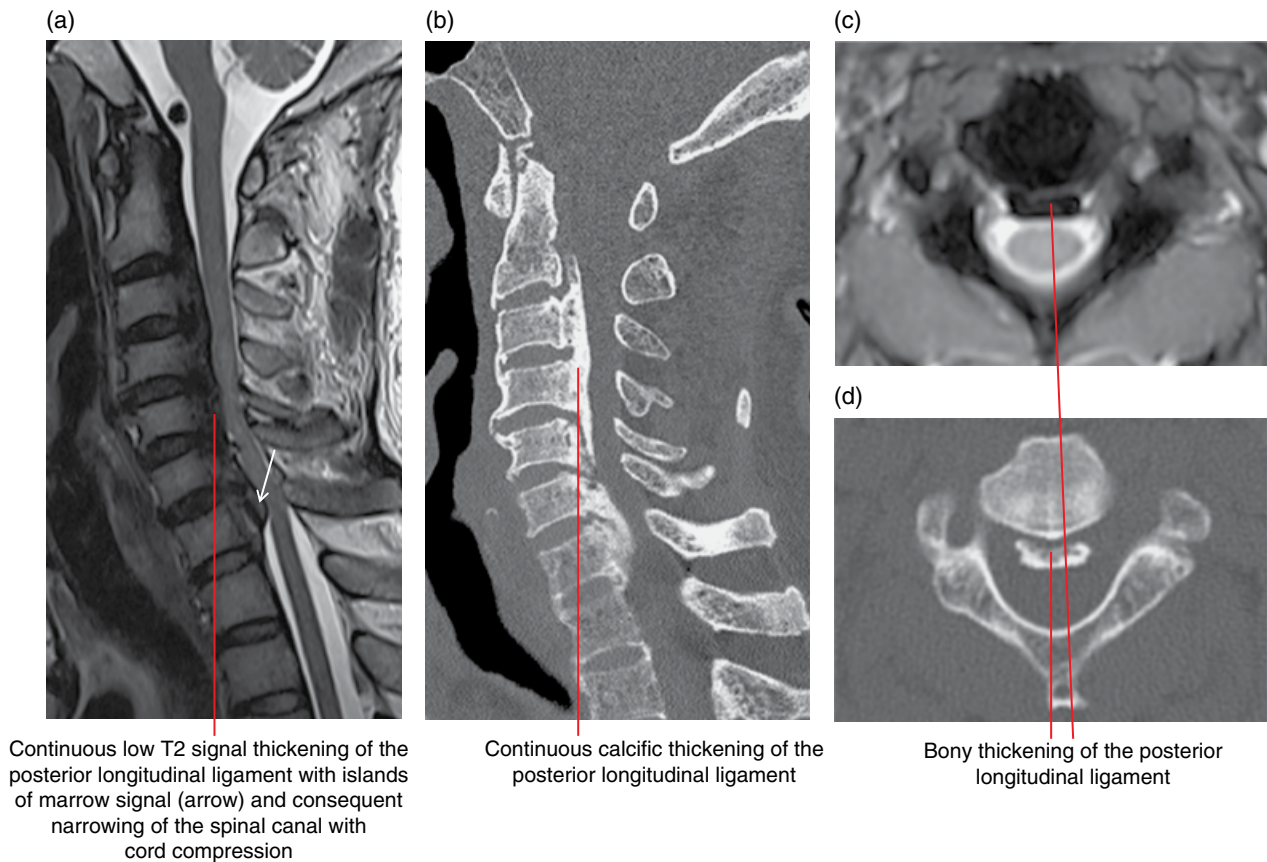 (a)
(b)
(c)
(d)
Continuous low T2 signal thickening of the
posterior longitudinal ligament with islands
of marrow signal (arrow) and consequent
narrowing of the spinal canal with
cord compression
Continuous calcific thickening of the
posterior longitudinal ligament
Bony thickening of the posterior
longitudinal ligament